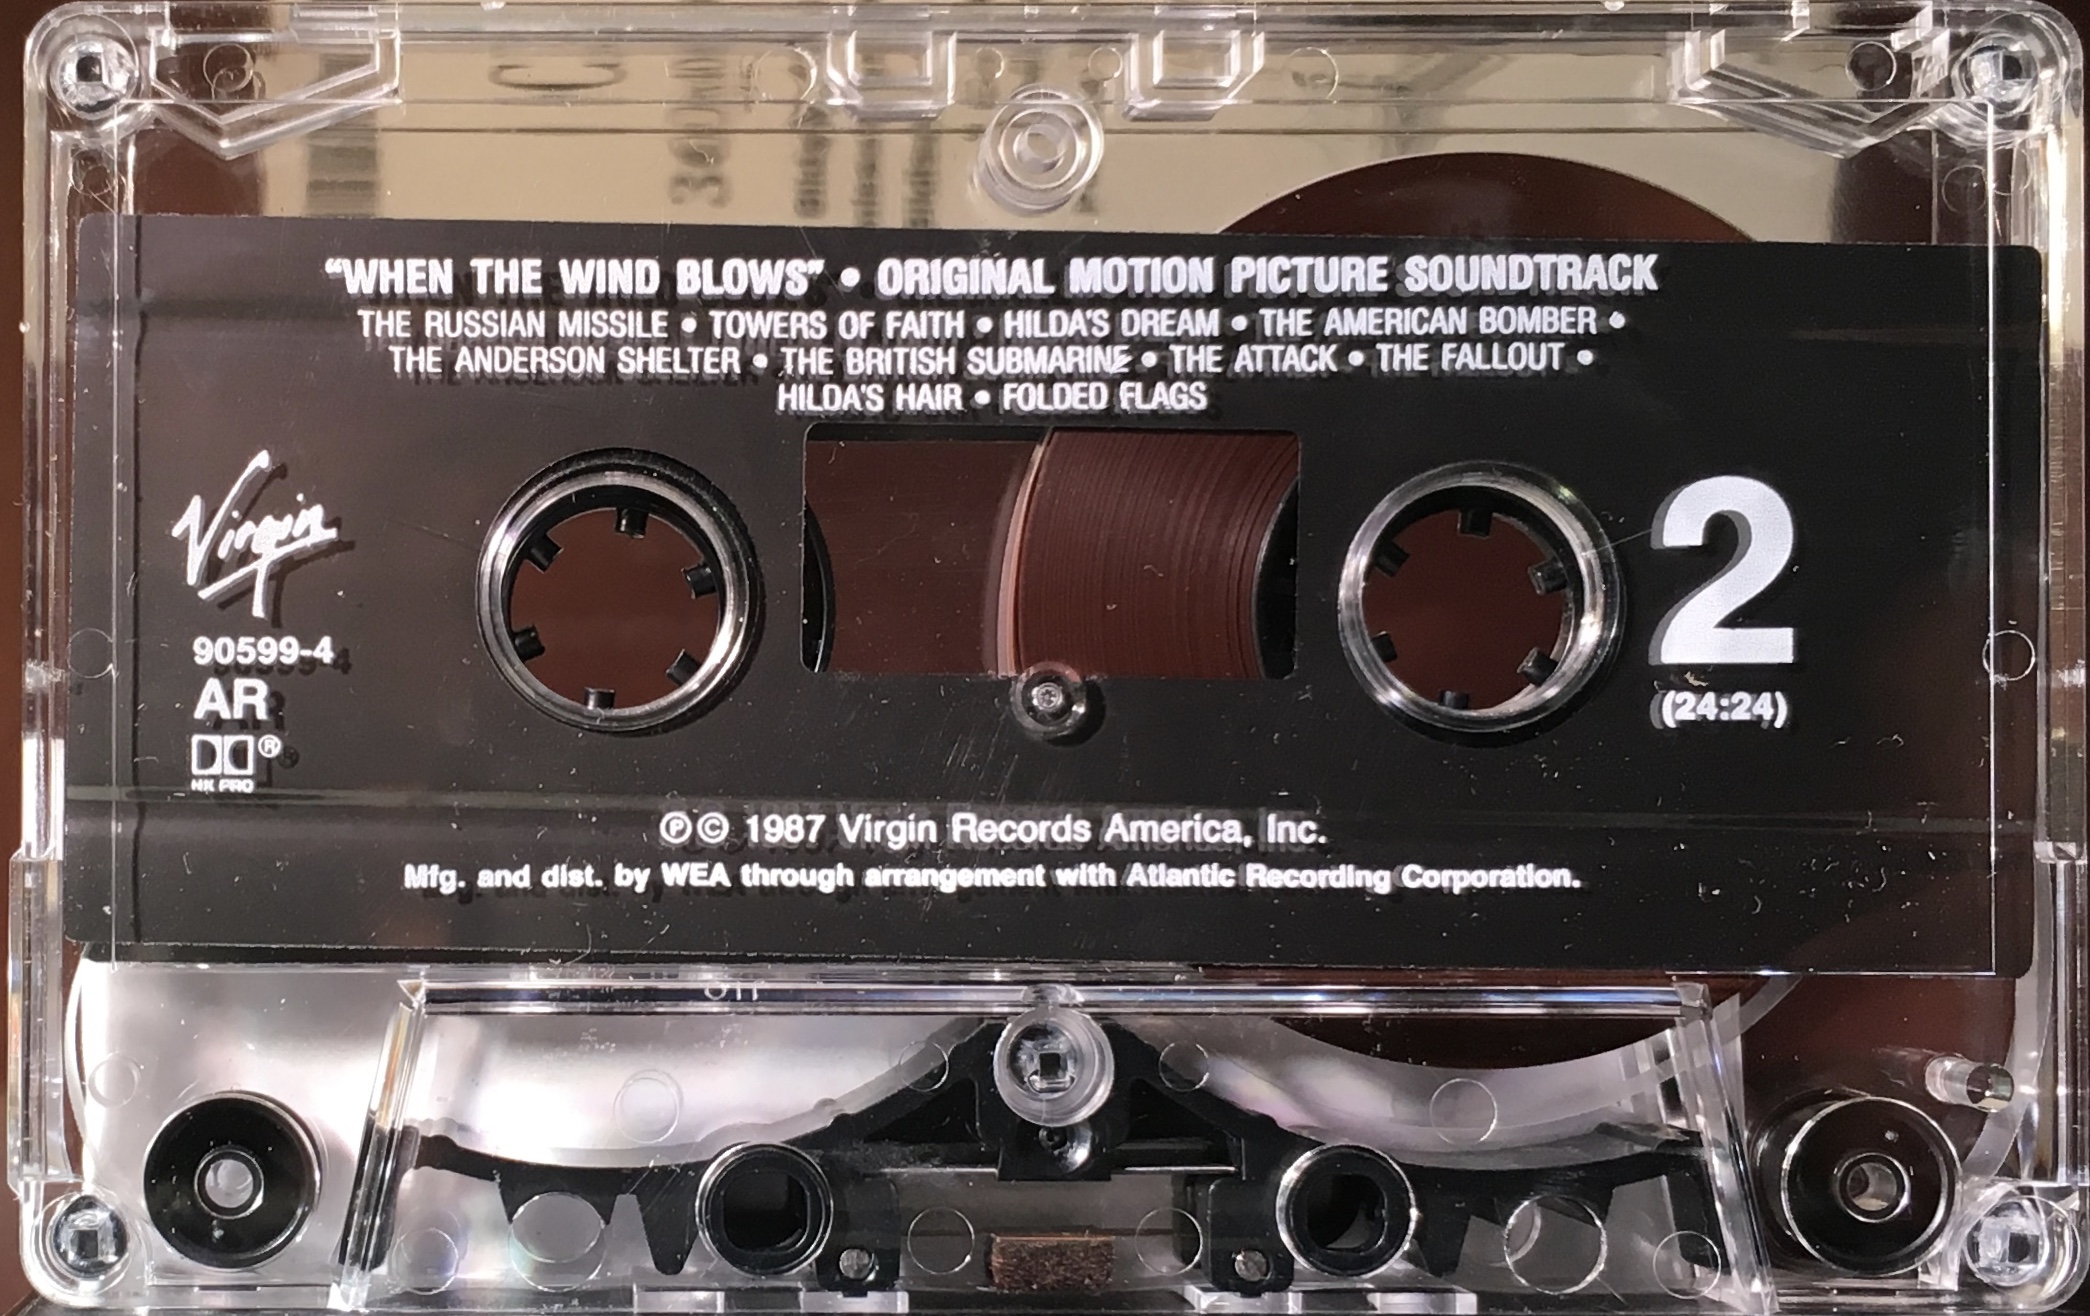 “WHEN THE WIND BLOWS” • ORIGINAL MOTION PICTURE SOUNDTRACK
THE RUSSIAN MISSILE • TOWERS OF FAITH • HILDA'S DREAM • THE AMERICAN BOMBER •
THE ANDERSON SHELTER • THE BRITISH SUBMARINE • THE ATTACK • THE FALLOUT •
HILDA'S HAIR • FOLDED FLAGS
Virgin
90599-4
AR
®
HX PRO
2
(24:24)
℗© 1987 Virgin Records America, Inc.
Mfg. and dist. by WEA through arrangement with Atlantic Recording Corporation.